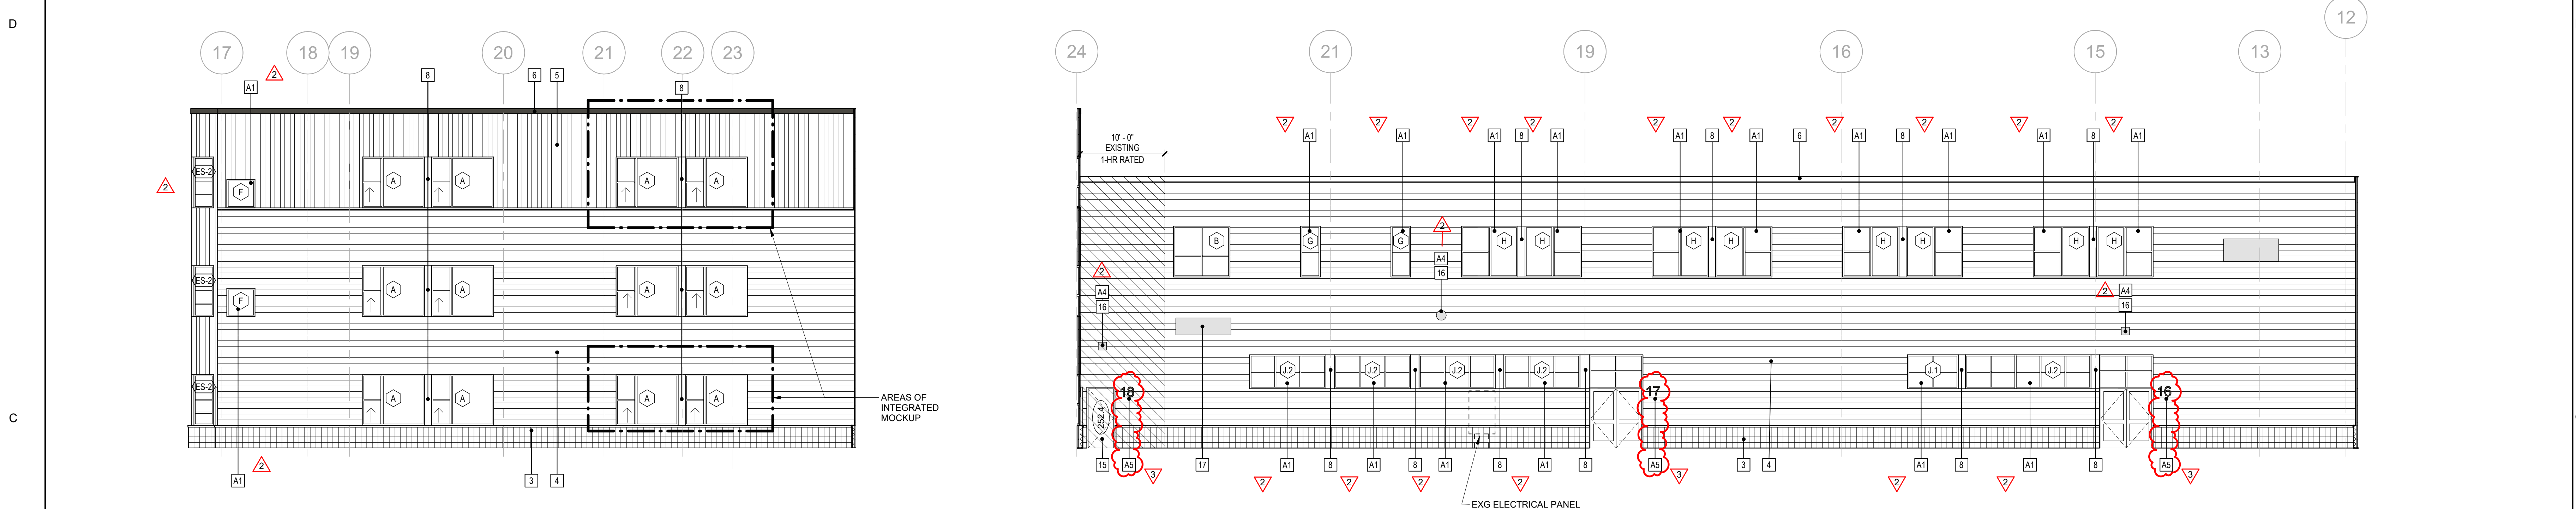 D
17 18 19 20 21 22 23
24 21 19 16 15 13 12
2
A1
8
6 5
8
ES-2
F
A A A A
2
ES-2
F
A A A A
ES-2
A A A A
AREAS OF
INTEGRATED
MOCKUP
C
2
A1
3 4
10' - 0"
EXISTING
1-HR RATED
2 2 2 2 2 2 2 2 2 2
A1 A1 A1 8 A1 A1 8 A1 6 A1 8 A1 A1 8 A1
B G G H H H H H H H H
2
A4
16
2
A4
16
2
A4
16
J.2 J.2 J.2 J.2 J.1 J.2
18 17 16
252.4
15 A5 17 A1 8 A1 8 A1 8 A1 8 A5 3 4 A1 8 A1 8 A5
3 2 2 2 2 3 2 2 3
EXG ELECTRICAL PANEL